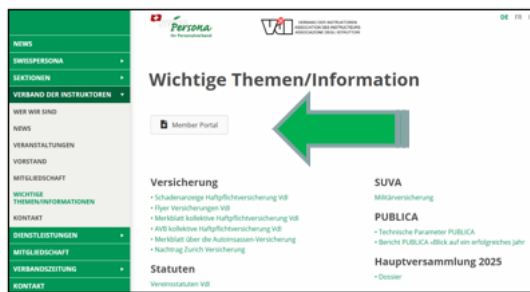 Persona
Ihr Personalverband
VdI
VERBAND DER INSTRUKTOREN
ASSOCIATION DES INSTRUCTEURS
ASSOCIAZIONE DEGLI ISTRUTTORI
DE FR
NEWS
SWISSPERSONA
SEKTIONEN
VERBAND DER INSTRUKTOREN
WER WIR SIND
NEWS
VERANSTALTUNGEN
VORSTAND
MITGLIEDSCHAFT
WICHTIGE
THEMEN/INFORMATIONEN
KONTAKT
DIENSTLEISTUNGEN
MITGLIEDSCHAFT
VERBANDSZEITUNG
KONTAKT
Wichtige Themen/Information
Member Portal
Versicherung
• Schadenanzeige Haftpflichtversicherung VdI
• Flyer Versicherungen VdI
• Merkblatt kollektive Haftpflichtversicherung VdI
• AVB kollektive Haftpflichtversicherung VdI
• Merkblatt über die Autoinsassen-Versicherung
• Nachtrag Zurich Versicherung
Statuten
Vereinsstatuten VdI
SUVA
Militärversicherung
PUBLICA
• Technische Parameter PUBLICA
• Bericht PUBLICA «Blick auf ein erfolgreiches Jahr
Hauptversammlung 2025
• Dossier